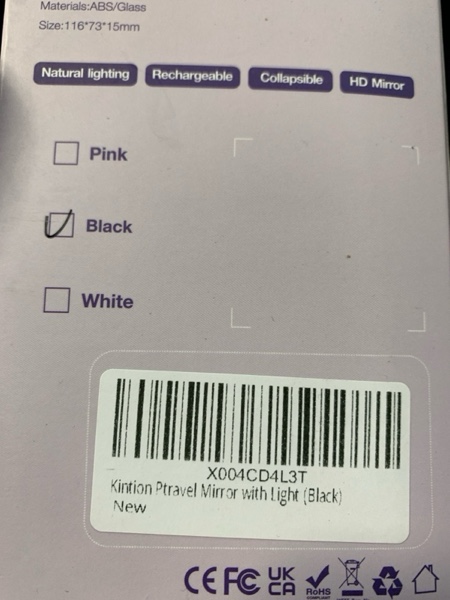 Materials:ABS/Glass
Size:116*73*15mm
Natural lighting Rechargeable Collapsible HD Mirror
Pink
Black
White
X004CD4L3T
Kintion Ptravel Mirror with Light (Black)
New
CE FC UK CA RoHS COMPLIANT